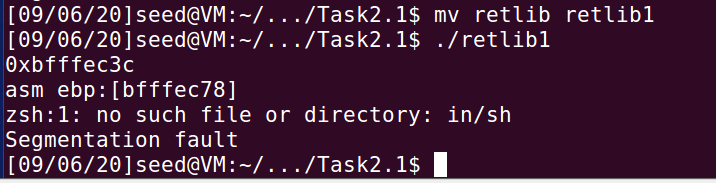 [09/06/20]seed@VM:~/.../Task2.1$ mv retlib retlib1
[09/06/20]seed@VM:~/.../Task2.1$ ./retlib1
0xbfffec3c
asm ebp:[bfffec78]
zsh:1: no such file or directory: in/sh
Segmentation fault
[09/06/20]seed@VM:~/.../Task2.1$